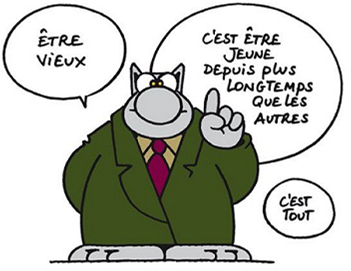 ÊTRE
VIEUX
C'EST ÊTRE
JEUNE
DEPUIS PLUS
LONGTEMPS
QUE LES
AUTRES
C'EST
TOUT